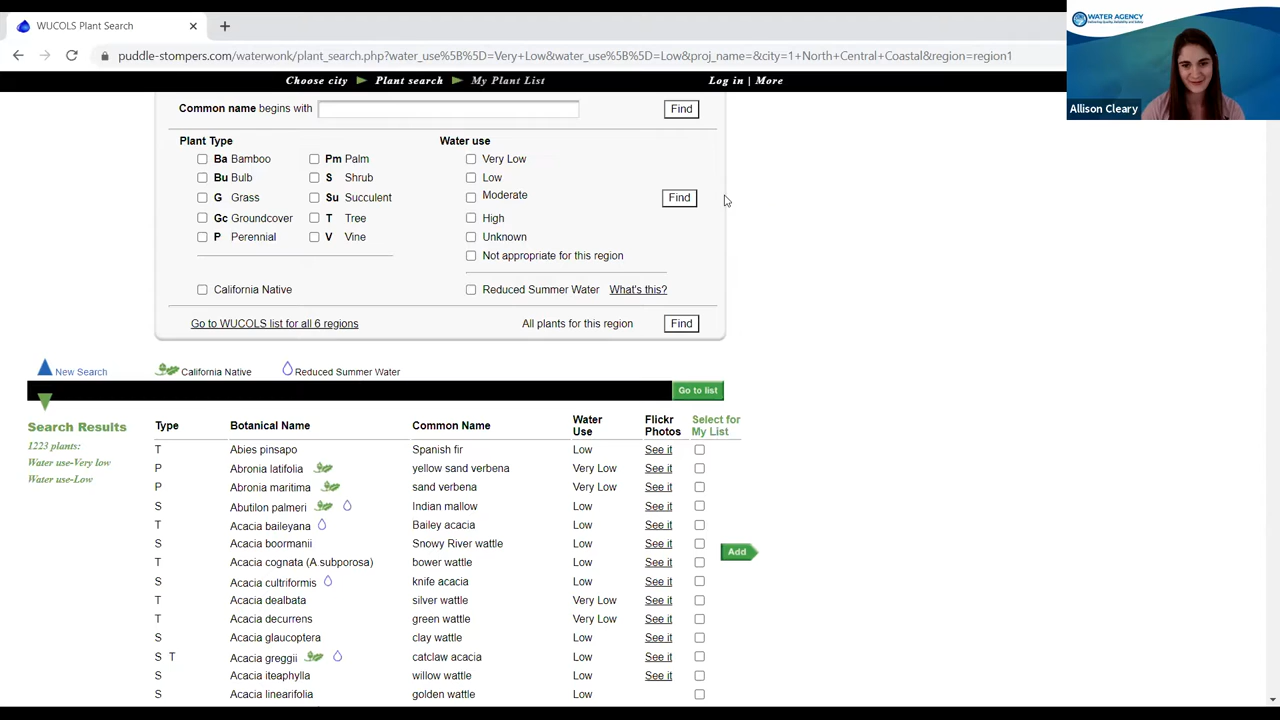 WUCOLS Plant Search
puddle-stompers.com/waterwonk/plant_search.php?water_use%5B%5D=Very+Low&water_use%5B%5D=Low&proj_name=&city=1+North+Central+Coastal&region=region1
WATER AGENCY
Allison Cleary
Choose city Plant search My Plant List Log in | More
Common name begins with Find
Plant Type Water use
Ba Bamboo Pm Palm Very Low
Bu Bulb S Shrub Low
G Grass Su Succulent Moderate Find
Gc Groundcover T Tree High
P Perennial V Vine Unknown
Not appropriate for this region
California Native Reduced Summer Water What's this?
Go to WUCOLS list for all 6 regions All plants for this region Find
New Search California Native Reduced Summer Water
Go to list
Search Results
1223 plants:
Water use-Very low
Water use-Low
Type Botanical Name Common Name Water Use Flickr Photos Select for My List
T Abies pinsapo Spanish fir Low See it
P Abronia latifolia yellow sand verbena Very Low See it
P Abronia maritima sand verbena Very Low See it
S Abutilon palmeri Indian mallow Low See it
T Acacia baileyana Bailey acacia Low See it
S Acacia boormanii Snowy River wattle Low See it
Add
T Acacia cognata (A.subporosa) bower wattle Low See it
S Acacia cultriformis knife acacia Low See it
T Acacia dealbata silver wattle Very Low See it
T Acacia decurrens green wattle Very Low See it
S Acacia glaucoptera clay wattle Low See it
S T Acacia greggii catclaw acacia Low See it
S Acacia iteaphylla willow wattle Low See it
S Acacia linearifolia golden wattle Low